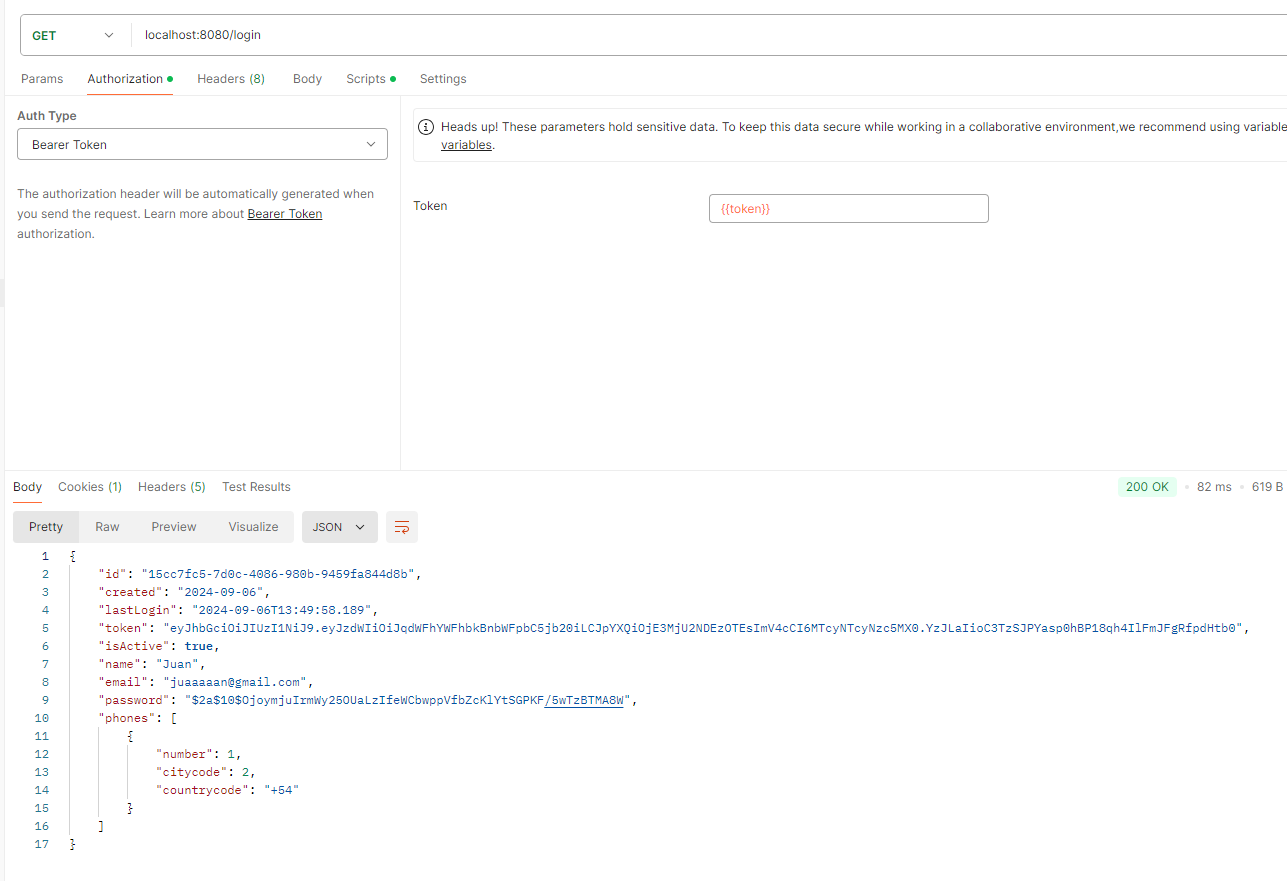 GET localhost:8080/login
Params Authorization Headers (8) Body Scripts Settings
Auth Type
Bearer Token
The authorization header will be automatically generated when
you send the request. Learn more about Bearer Token
authorization.
Heads up! These parameters hold sensitive data. To keep this data secure while working in a collaborative environment,we recommend using variable
variables.
Token {{token}}
Body Cookies (1) Headers (5) Test Results 200 OK 82 ms 619 B
Pretty Raw Preview Visualize JSON
1 {
2 "id": "15cc7fc5-7d0c-4086-980b-9459fa844d8b",
3 "created": "2024-09-06",
4 "lastLogin": "2024-09-06T13:49:58.189",
5 "token": "eyJhbGciOiJIUzI1NiJ9.eyJzdWIiOiJqdWFhYWFhbkBnbWFpbC5jb20iLCJpYXQiOjE3MjU2NDEzOTEsImV4cCI6MTcyNTcyNzc5MX0.YzJLaIioC3TzSJPYasp0hBP18qh4IlFmJFgRfpdHtb0",
6 "isActive": true,
7 "name": "Juan",
8 "email": "juaaaaan@gmail.com",
9 "password": "$2a$10$OjoymjuIrmWy25OUaLzIfeWCbwppVfbZcKlYtSGPKF/5wTzBTMA8W",
10 "phones": [
11 {
12 "number": 1,
13 "citycode": 2,
14 "countrycode": "+54"
15 }
16 ]
17 }